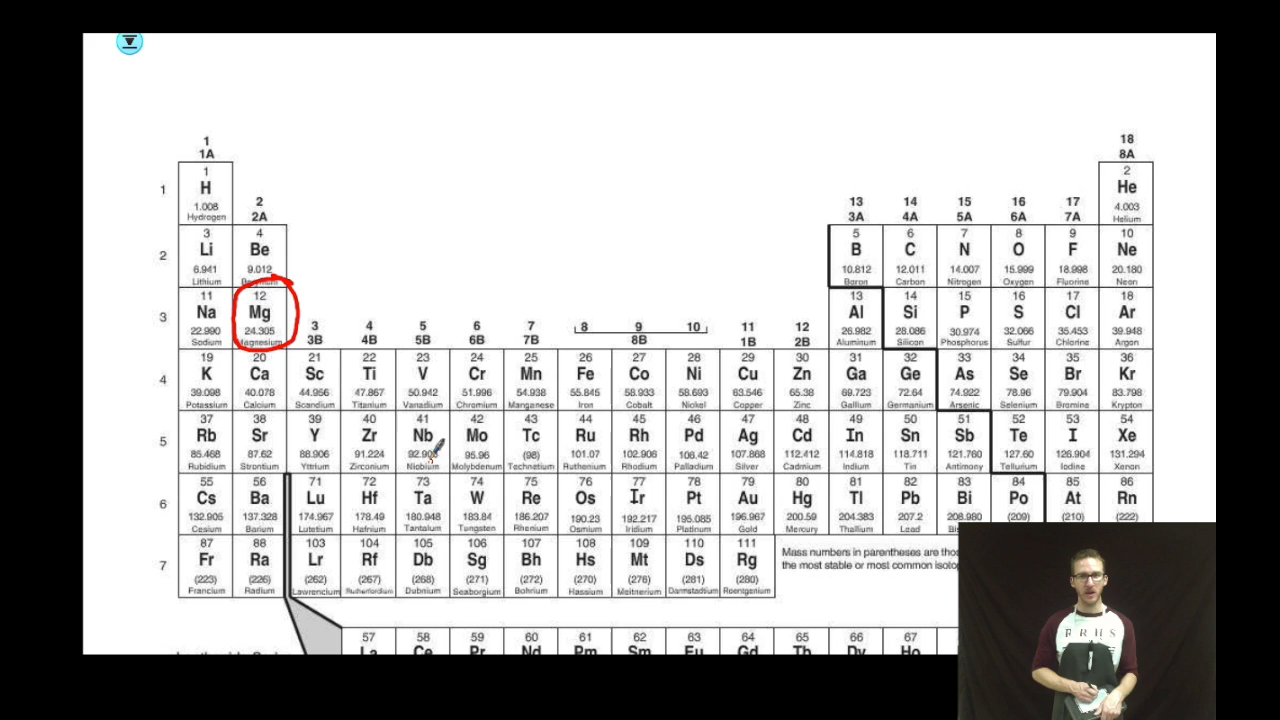 1 18
1A 8A
1 2
1 H He
1.008 2 13 14 15 16 17 4.003
Hydrogen 2A 3A 4A 5A 6A 7A Helium
3 4 5 6 7 8 9 10
2 Li Be B C N O F Ne
6.941 9.012 10.812 12.011 14.007 15.999 18.998 20.180
Lithium Boron Carbon Nitrogen Oxygen Fluorine Neon
11 12 13 14 15 16 17 18
3 Na Mg Al Si P S Cl Ar
3 4 5 6 7 8 9 10 11 12
22.990 24.305 26.982 28.086 30.974 32.066 35.453 39.948
Sodium Magnesium 3B 4B 5B 6B 7B 8B 1B 2B Aluminum Silicon Phosphorus Sulfur Chlorine Argon
19 20 21 22 23 24 25 26 27 28 29 30 31 32 33 34 35 36
4 K Ca Sc Ti V Cr Mn Fe Co Ni Cu Zn Ga Ge As Se Br Kr
39.098 40.078 44.956 47.867 50.942 51.996 54.938 55.845 58.933 58.693 63.546 65.38 69.723 72.64 74.922 78.96 79.904 83.798
Potassium Calcium Scandium Titanium Vanadium Chromium Manganese Iron Cobalt Nickel Copper Zinc Gallium Germanium Arsenic Selenium Bromine Krypton
37 38 39 40 41 42 43 44 45 46 47 48 49 50 51 52 53 54
5 Rb Sr Y Zr Nb Mo Tc Ru Rh Pd Ag Cd In Sn Sb Te I Xe
85.468 87.62 88.906 91.224 95.96 (98) 101.07 102.906 106.42 107.868 112.412 114.818 118.711 121.760 127.60 126.904 131.294
Rubidium Strontium Yttrium Zirconium Niobium Molybdenum Technetium Ruthenium Rhodium Palladium Silver Cadmium Indium Tin Antimony Tellurium Iodine Xenon
55 56 71 72 73 74 75 76 77 78 79 80 81 82 83 84 85 86
6 Cs Ba Lu Hf Ta W Re Os Ir Pt Au Hg Tl Pb Bi Po At Rn
132.905 137.328 174.967 178.49 180.948 183.84 186.207 190.23 192.217 195.085 196.967 200.59 204.383 207.2 208.980 (209) (210) (222)
Cesium Barium Lutetium Hafnium Tantalum Tungsten Rhenium Osmium Iridium Platinum Gold Mercury Thallium Lead
87 88 103 104 105 106 107 108 109 110 111
7 Fr Ra Lr Rf Db Sg Bh Hs Mt Ds Rg
(223) (226) (262) (267) (268) (271) (272) (270) (276) (281) (280)
Francium Radium Lawrencium Rutherfordium Dubnium Seaborgium Bohrium Hassium Meitnerium Darmstadtium Roentgenium
Mass numbers in parentheses are
the most stable or most common
57 58 59 60 61 62 63 64 65 66 67 68
La Ce Pr Nd Pm Sm Eu Gd Tb Dy Ho
R R H S